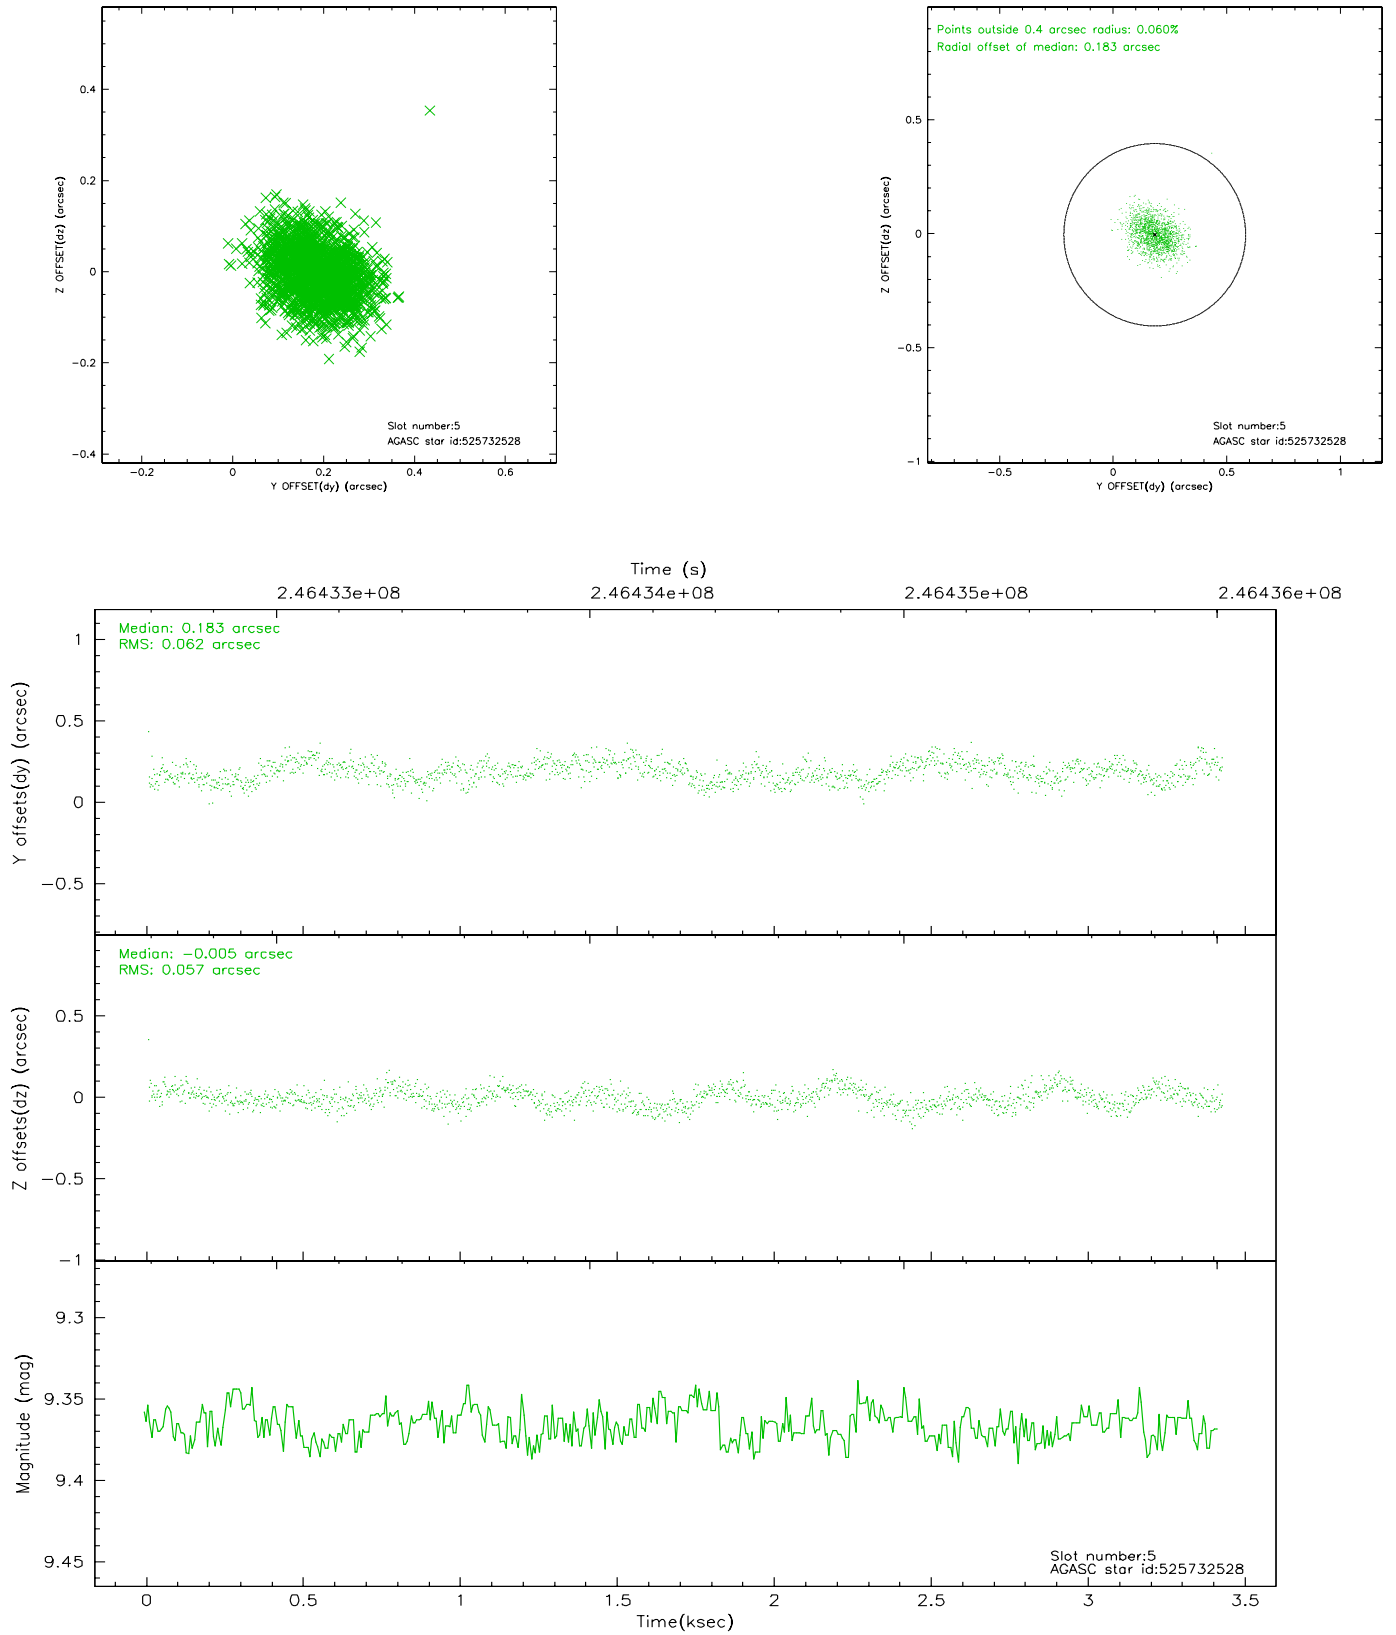 0.4
0.2
0
−0.2
−0.4
Z OFFSET(dz) (arcsec)
−0.2
0
0.2
0.4
0.6
Y OFFSET(dy) (arcsec)
Slot number:5
AGASC star id:525732528
Points outside 0.4 arcsec radius: 0.060%
Radial offset of median: 0.183 arcsec
0.5
0
−0.5
−1
Z OFFSET(dz) (arcsec)
−0.5
0
0.5
1
Y OFFSET(dy) (arcsec)
Slot number:5
AGASC star id:525732528
Time (s)
2.46433e+08
2.46434e+08
2.46435e+08
2.46436e+08
Median: 0.183 arcsec
RMS: 0.062 arcsec
1
0.5
0
−0.5
Y offsets(dy) (arcsec)
Median: −0.005 arcsec
RMS: 0.057 arcsec
0.5
0
−0.5
−1
Z offsets(dz) (arcsec)
9.3
9.35
9.4
9.45
Magnitude (mag)
Slot number:5
AGASC star id:525732528
0
0.5
1
1.5
2
2.5
3
3.5
Time(ksec)